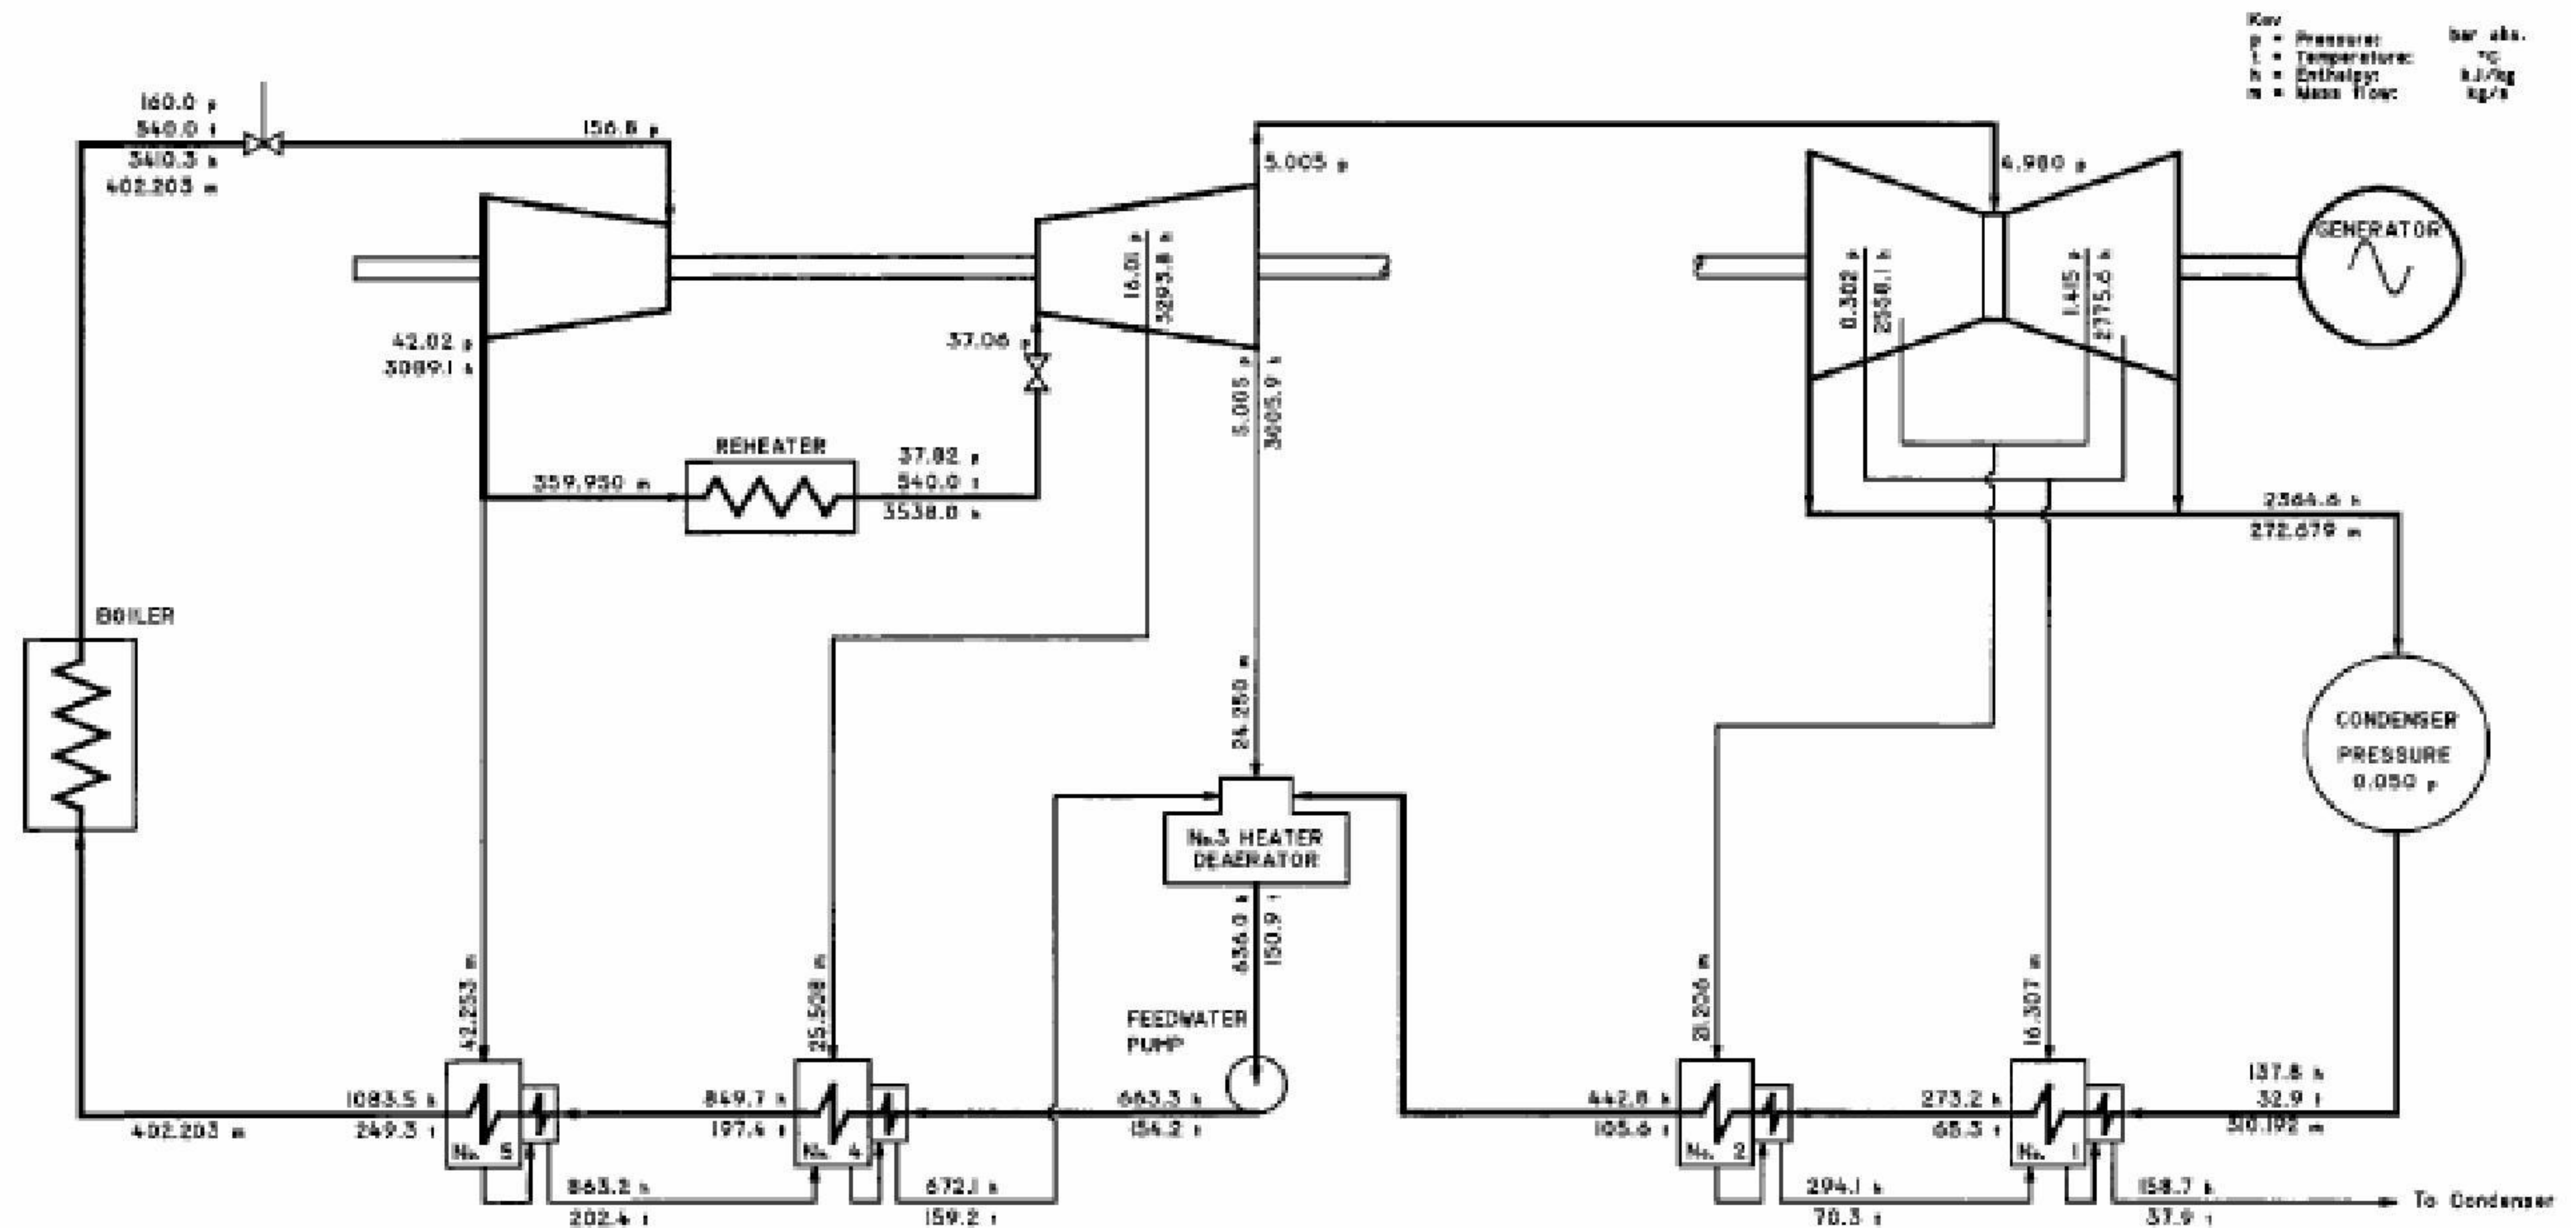 Key
p = Pressure: bar abs.
t = Temperature: °C
h = Enthalpy: kJ/kg
m = Mass flow: kg/s
160.0 p
540.0 t
3410.3 h
402.203 m
156.8 p
5.005 p
4.980 p
GENERATOR
16.01 p
3293.8 h
0.302 p
2558.1 h
1.415 p
2775.6 h
42.02 p
3089.1 h
37.06 p
5.005 p
3005.9 h
REHEATER
359.950 m
37.82 p
540.0 t
3538.0 h
2364.6 h
272.679 m
BOILER
CONDENSER
PRESSURE
0.050 p
24.250 m
No.3 HEATER
DEAERATOR
636.0 h
150.9 t
FEEDWATER
PUMP
42.253 m
25.508 m
21.206 m
16.307 m
402.203 m
1083.5 h
249.3 t
No. 5
849.7 h
197.4 t
No. 4
663.3 h
154.2 t
442.8 h
105.6 t
No. 2
273.2 h
65.3 t
No. 1
137.8 h
32.9 t
310.192 m
863.2 h
202.4 t
672.1 h
159.2 t
294.1 h
70.3 t
158.7 h
37.9 t
To Condenser